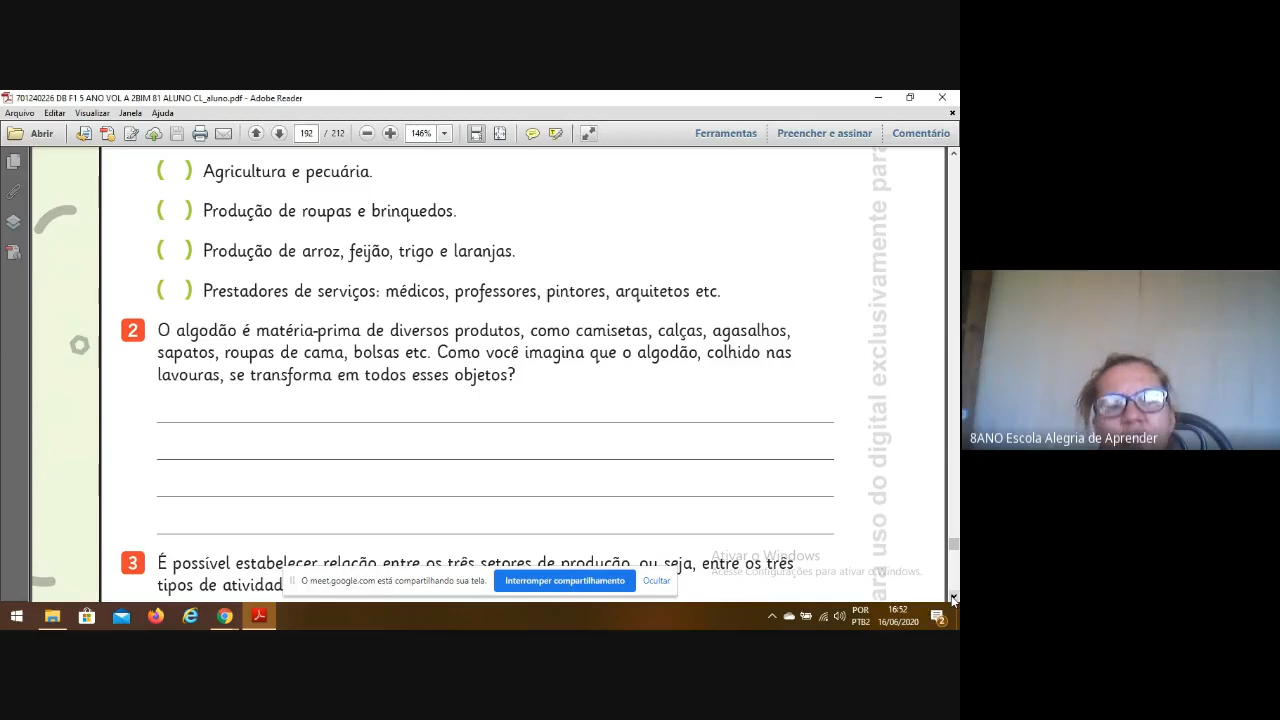 701240226 DB F1 5 ANO VOL A 2BIM 81 ALUNO CL_aluno.pdf - Adobe Reader
Arquivo Editar Visualizar Janela Ajuda
Abrir 192 / 212 146% Ferramentas Preencher e assinar Comentário
( ) Agricultura e pecuária.
( ) Produção de roupas e brinquedos.
( ) Produção de arroz, feijão, trigo e laranjas.
( ) Prestadores de serviços: médicos, professores, pintores, arquitetos etc.
2 O algodão é matéria-prima de diversos produtos, como camisetas, calças, agasalhos,
sapatos, roupas de cama, bolsas etc. Como você imagina que o algodão, colhido nas
lavouras, se transforma em todos esses objetos?
3 É possível estabelecer relação entre os três setores de produção, ou seja, entre os três
tipos de atividad
ara uso do digital exclusivamente para
Ativar o Windows
Acesse Configurações para ativar o Windows.
O meet.google.com está compartilhando sua tela. Interromper compartilhamento Ocultar
POR
PTB2
16:52
16/06/2020
2
8ANO Escola Alegria de Aprender